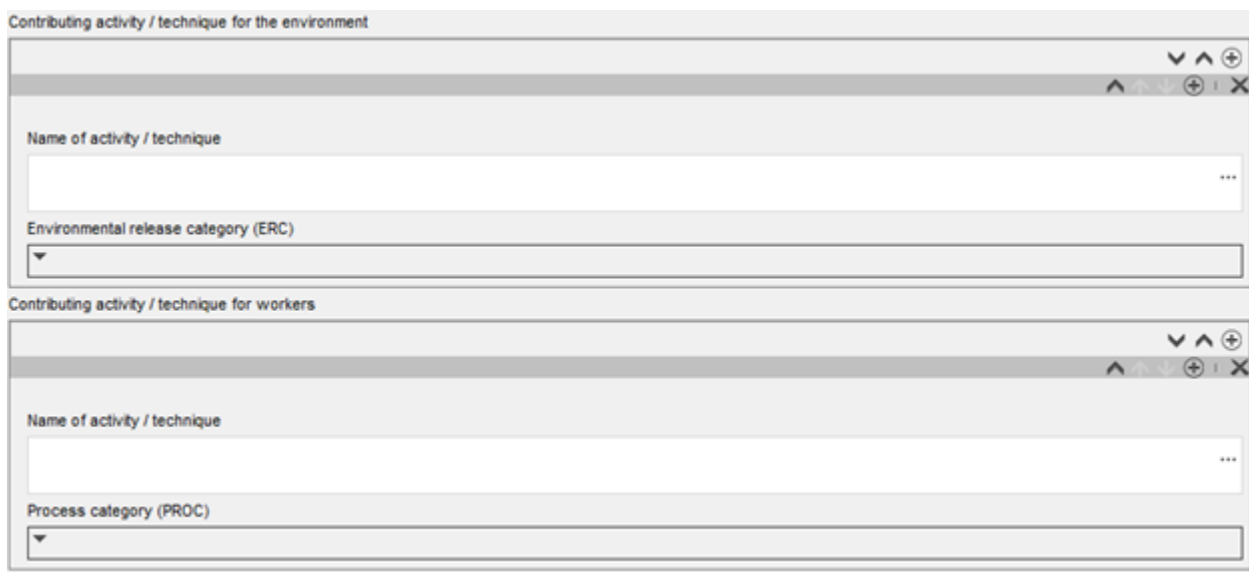 Contributing activity / technique for the environment
Name of activity / technique
...
Environmental release category (ERC)
Contributing activity / technique for workers
Name of activity / technique
...
Process category (PROC)